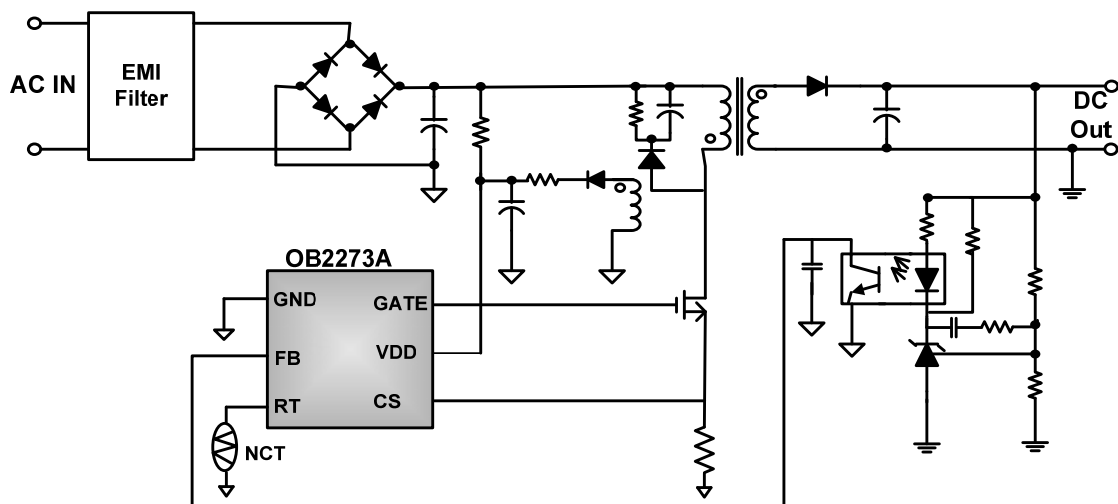 AC IN
EMI
Filter
DC
Out
OB2273A
GND
GATE
FB
VDD
RT
CS
NCT